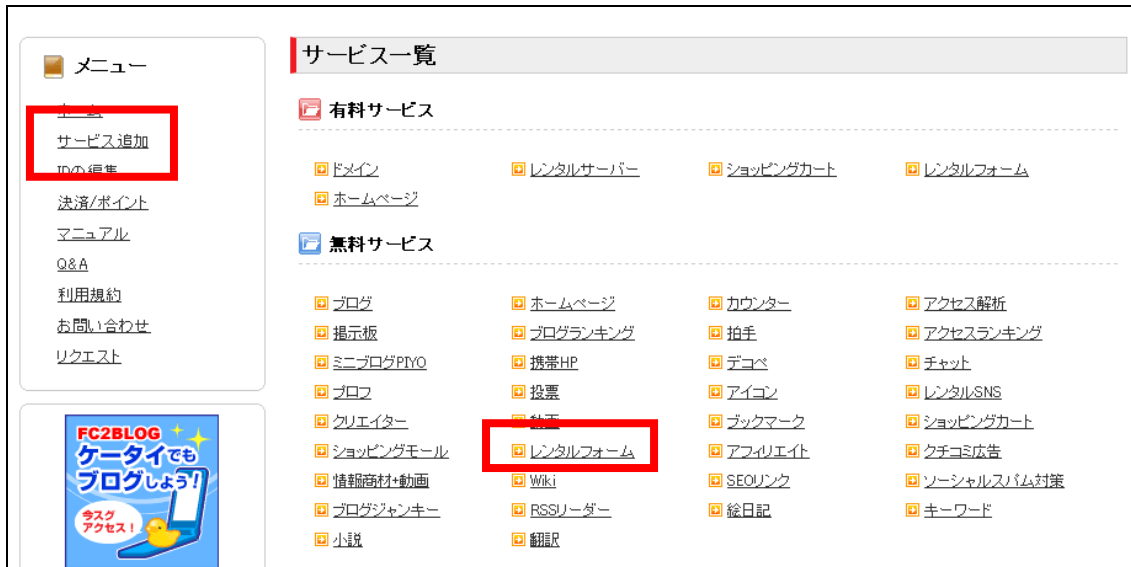 メニュー
ホーム
サービス追加
IDの編集
決済/ポイント
マニュアル
Q&A
利用規約
お問い合わせ
リクエスト
FC2BLOG
ケータイでも
ブログしよう!
今スグ
アクセス!
サービス一覧
有料サービス
ドメイン レンタルサーバー ショッピングカート レンタルフォーム
ホームページ
無料サービス
ブログ ホームページ カウンター アクセス解析
掲示板 ブログランキング 拍手 アクセスランキング
ミニブログPIYO 携帯HP デコペ チャット
プロフ 投票 アイコン レンタルSNS
クリエイター 動画 ブックマーク ショッピングカート
ショッピングモール レンタルフォーム アフィリエイト クチコミ広告
情報商材+動画 Wiki SEOリンク ソーシャルスパム対策
ブログジャンキー RSSリーダー 絵日記 キーワード
小説 翻訳